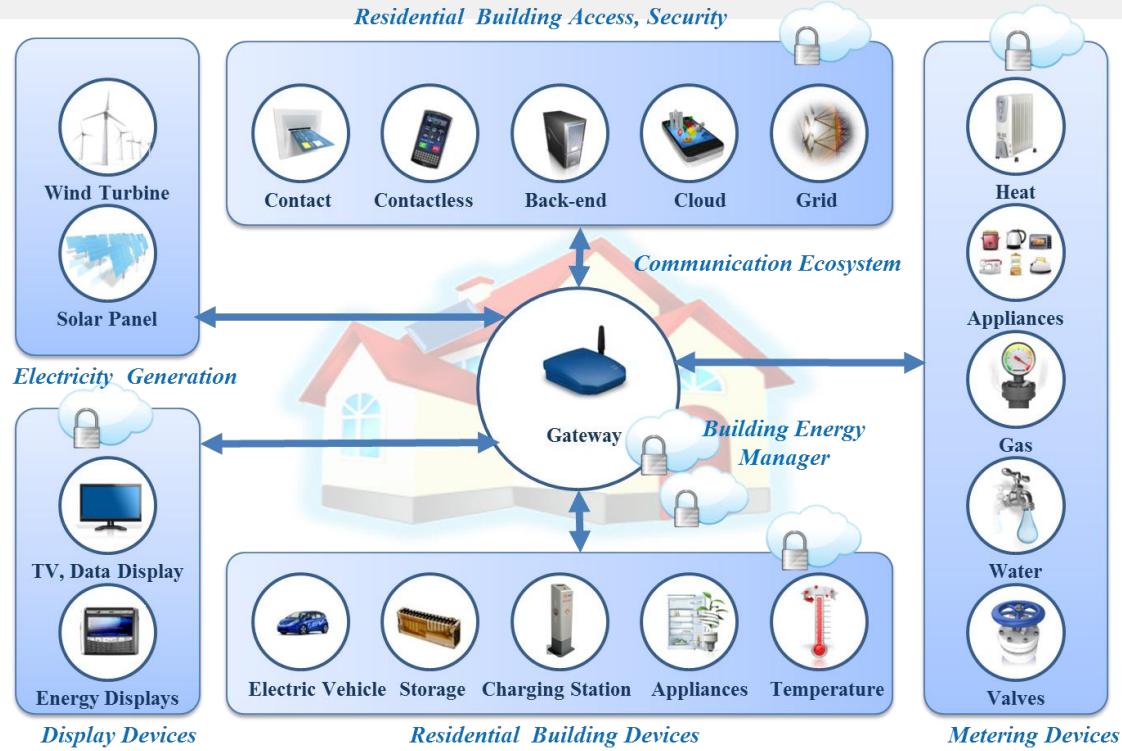 Residential Building Access, Security
Wind Turbine
Solar Panel
Electricity Generation
Contact
Contactless
Back-end
Cloud
Grid
Communication Ecosystem
Heat
Appliances
Gas
Water
Valves
Metering Devices
Gateway
Building Energy
Manager
TV, Data Display
Energy Displays
Display Devices
Electric Vehicle
Storage
Charging Station
Appliances
Temperature
Residential Building Devices